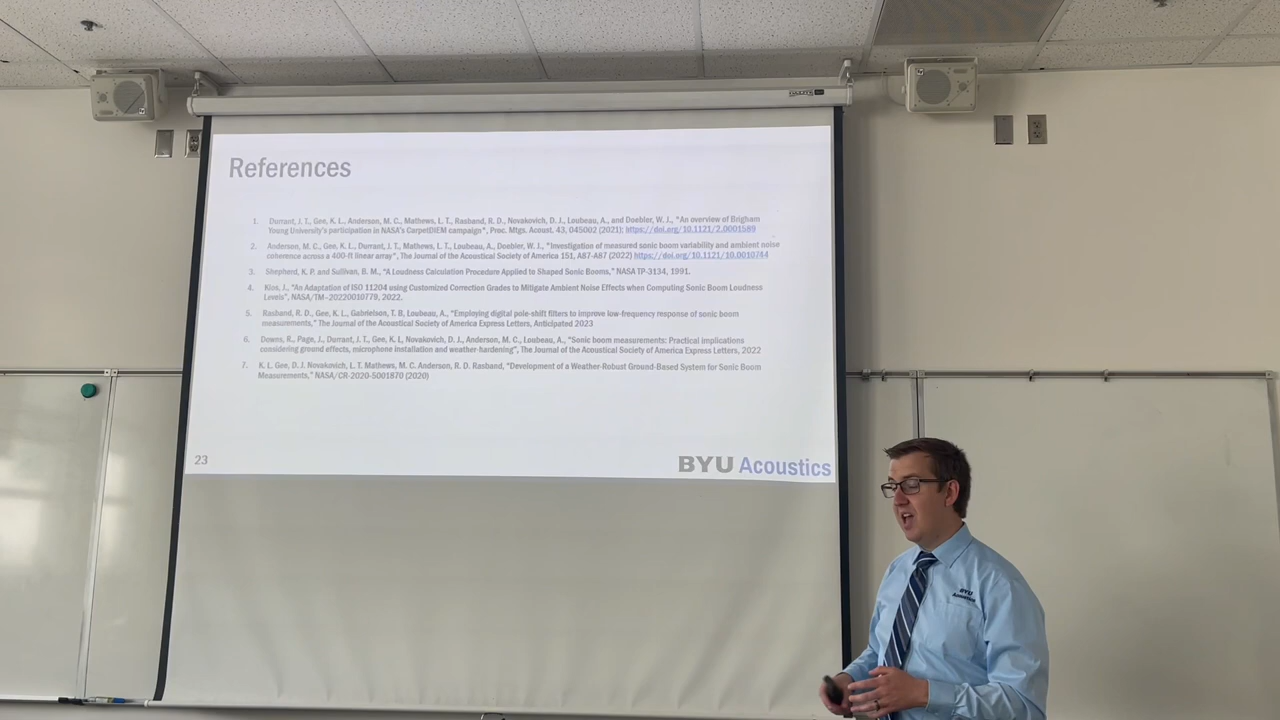 References
1. Durrant, J. T., Gee, K. L., Anderson, M. C., Mathews, L. T., Rasband, R. D., Novakovich, D. J., Loubeau, A., and Doebler, W. J., "An overview of Brigham
Young University's participation in NASA's CarpetDIEM campaign", Proc. Mtgs. Acoust. 43, 045002 (2021); https://doi.org/10.1121/2.0001589
2. Anderson, M. C., Gee, K. L., Durrant, J. T., Mathews, L. T., Loubeau, A., Doebler, W. J., "Investigation of measured sonic boom variability and ambient noise
coherence across a 400-ft linear array", The Journal of the Acoustical Society of America 151, A87-A87 (2022) https://doi.org/10.1121/10.0010744
3. Shepherd, K. P. and Sullivan, B. M., "A Loudness Calculation Procedure Applied to Shaped Sonic Booms," NASA TP-3134, 1991.
4. Klos, J., "An Adaptation of ISO 11204 using Customized Correction Grades to Mitigate Ambient Noise Effects when Computing Sonic Boom Loudness
Levels", NASA/TM-20220010779, 2022.
5. Rasband, R. D., Gee, K. L., Gabrielson, T. B, Loubeau, A., "Employing digital pole-shift filters to improve low-frequency response of sonic boom
measurements," The Journal of the Acoustical Society of America Express Letters, Anticipated 2023
6. Downs, R., Page, J., Durrant, J. T., Gee, K. L, Novakovich, D. J., Anderson, M. C., Loubeau, A., "Sonic boom measurements: Practical implications
considering ground effects, microphone installation and weather-hardening", The Journal of the Acoustical Society of America Express Letters, 2022
7. K. L. Gee, D. J. Novakovich, L. T. Mathews, M. C. Anderson, R. D. Rasband, "Development of a Weather-Robust Ground-Based System for Sonic Boom
Measurements," NASA/CR-2020-5001870 (2020)
23
BYU Acoustics
BYU
Acoustics